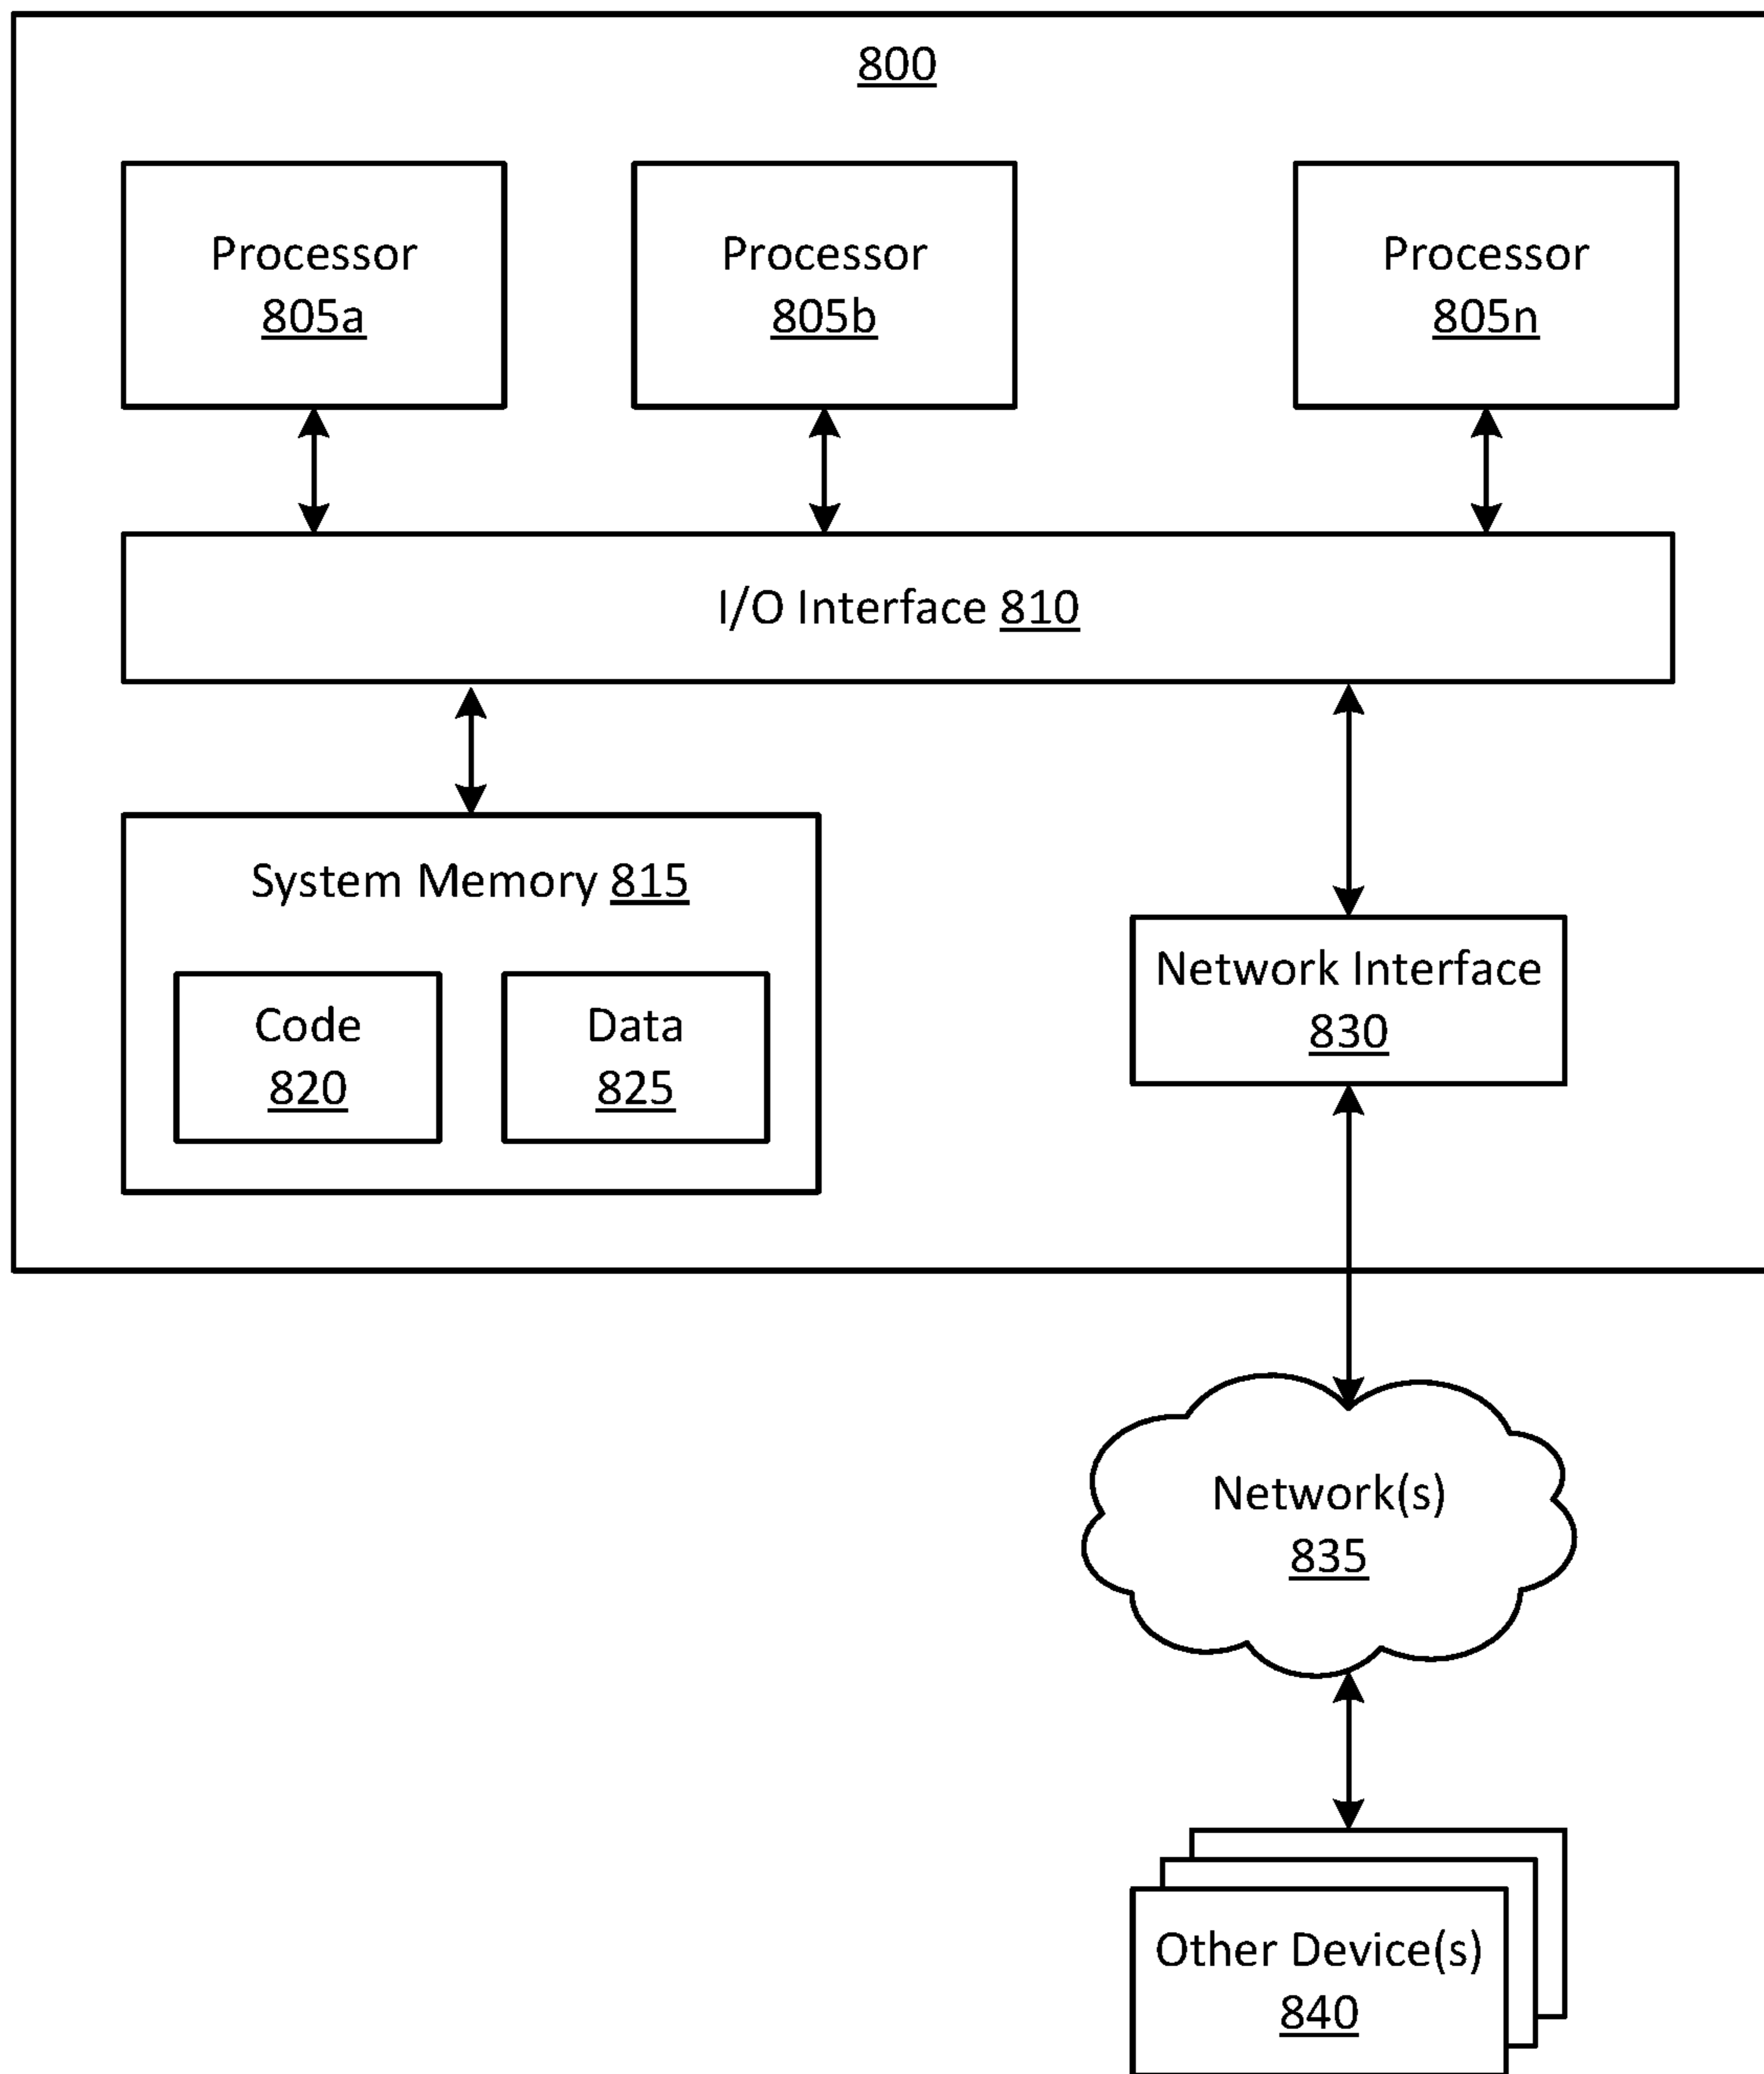 800
Processor
805a
Processor
805b
Processor
805n
I/O Interface 810
System Memory 815
Code
820
Data
825
Network Interface
830
Network(s)
835
Other Device(s)
840